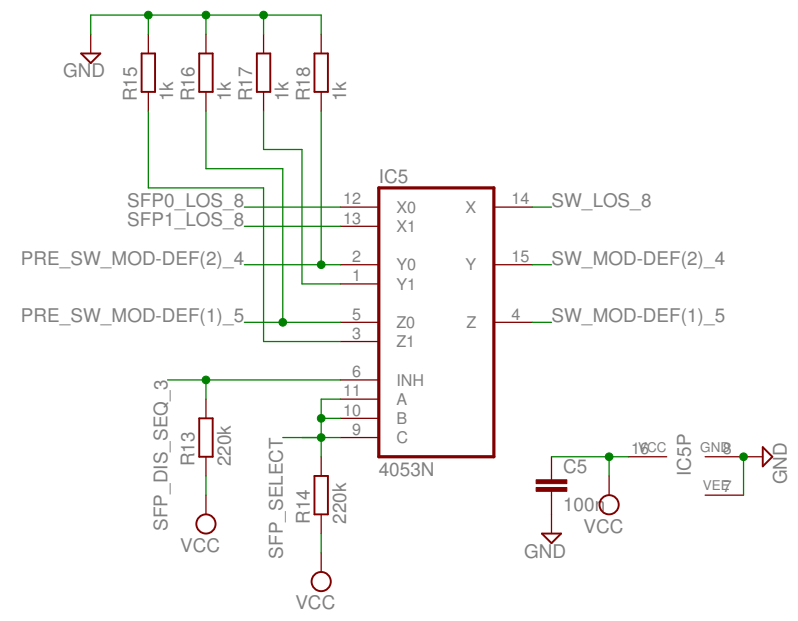 GND
R15
1k
R16
1k
R17
1k
R18
1k
IC5
SFP0_LOS_8
12
X0
X
14
SW_LOS_8
SFP1_LOS_8
13
X1
PRE_SW_MOD-DEF(2)_4
2
Y0
Y
15
SW_MOD-DEF(2)_4
1
Y1
PRE_SW_MOD-DEF(1)_5
5
Z0
Z
4
SW_MOD-DEF(1)_5
3
Z1
6
INH
11
A
10
B
9
C
4053N
SFP_DIS_SEQ_3
R13
220k
VCC
SFP_SELECT
R14
220k
VCC
C5
100n
GND
VCC
16
VCC
IC5P
GND
8
VEE
7
GND